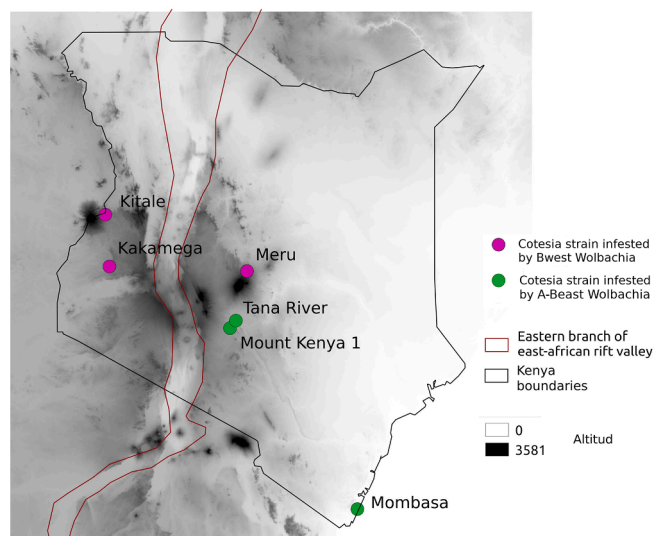 Kitale
Kakamega
Meru
Tana River
Mount Kenya 1
Mombasa
Cotesia strain infested
by Bwest Wolbachia
Cotesia strain infested
by A-Beast Wolbachia
Eastern branch of
east-african rift valley
Kenya
boundaries
0
3581
Altitud